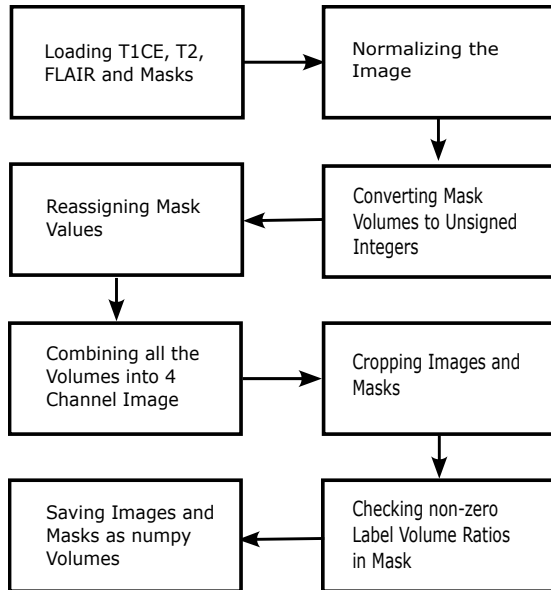 Loading T1CE, T2,
FLAIR and Masks
Normalizing the
Image
Converting Mask
Volumes to Unsigned
Integers
Reassigning Mask
Values
Combining all the
Volumes into 4
Channel Image
Cropping Images and
Masks
Checking non-zero
Label Volume Ratios
in Mask
Saving Images and
Masks as numpy
Volumes